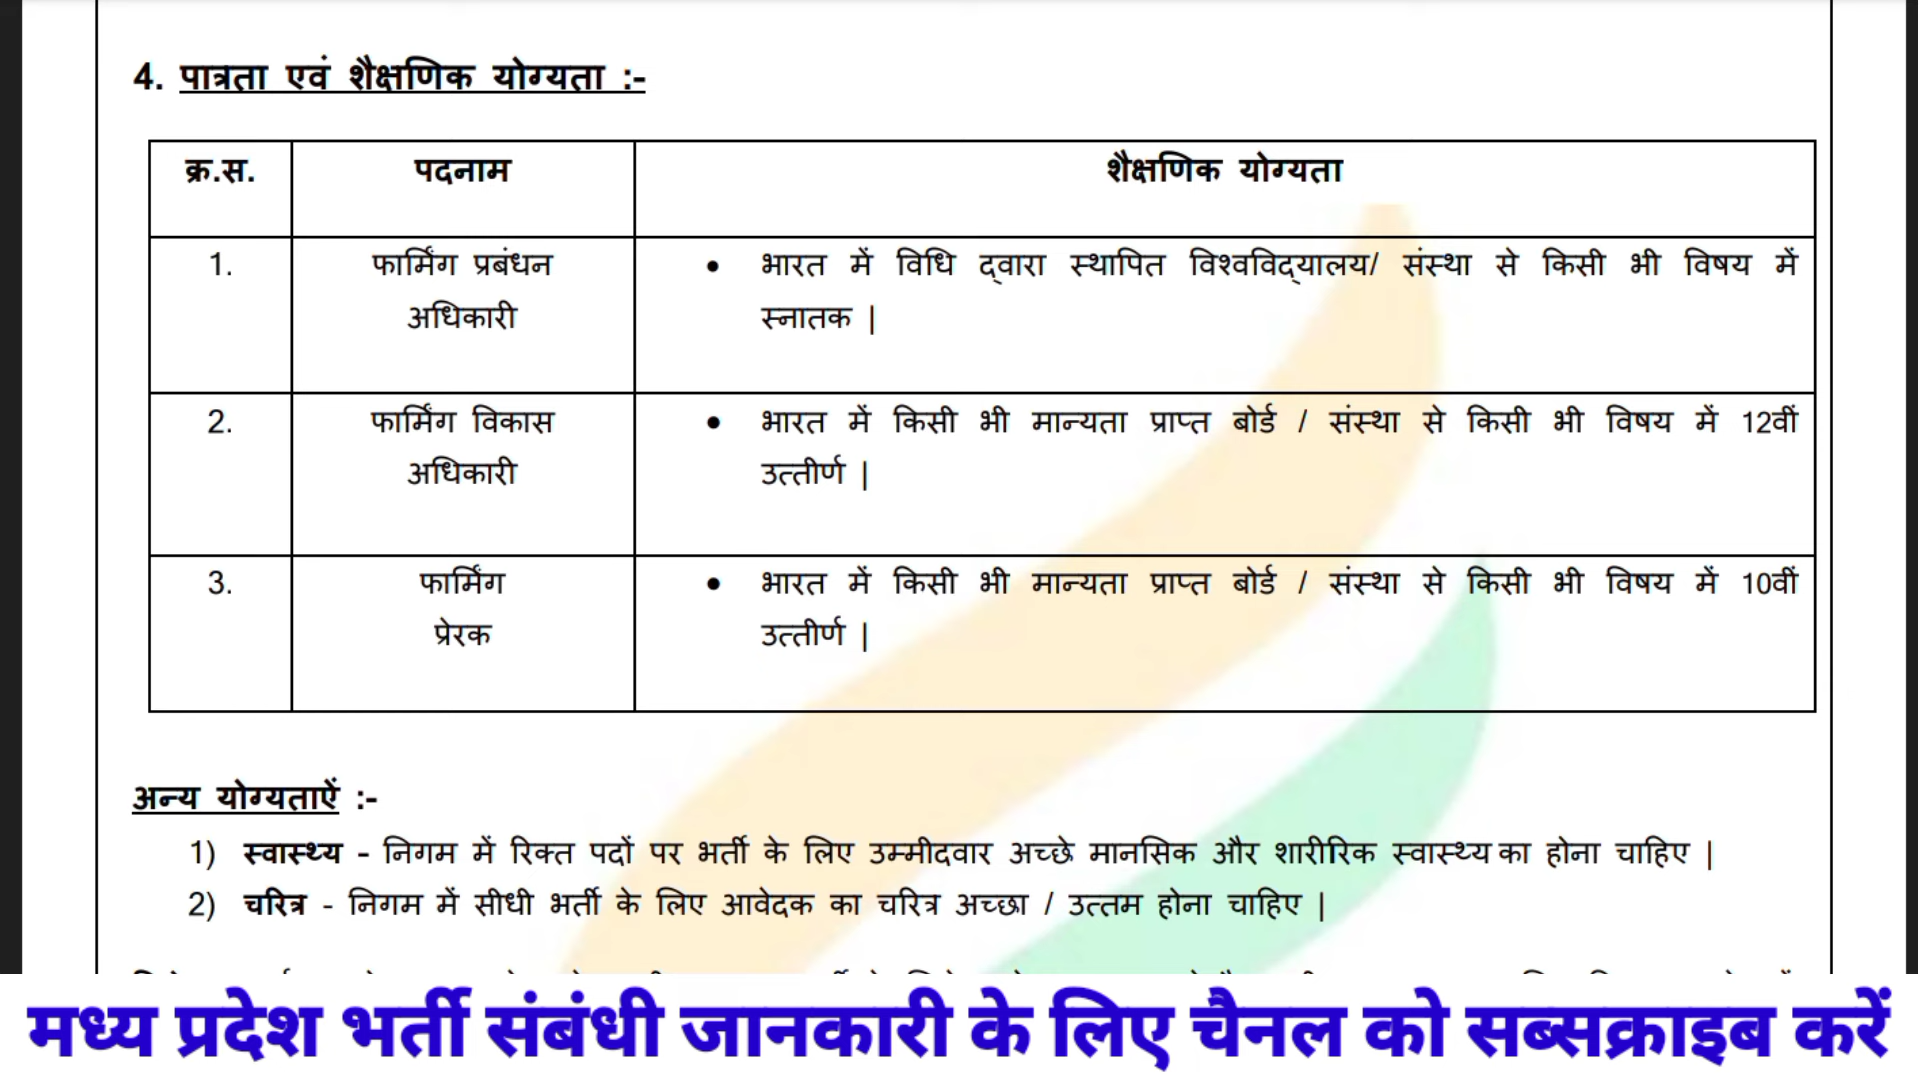 4. पात्रता एवं शैक्षणिक योग्यता :-
क्र.स. पदनाम शैक्षणिक योग्यता
1. फार्मिंग प्रबंधन • भारत में विधि द्वारा स्थापित विश्वविद्यालय/ संस्था से किसी भी विषय में
अधिकारी स्नातक |
2. फार्मिंग विकास • भारत में किसी भी मान्यता प्राप्त बोर्ड / संस्था से किसी भी विषय में 12वीं
अधिकारी उत्तीर्ण |
3. फार्मिंग • भारत में किसी भी मान्यता प्राप्त बोर्ड / संस्था से किसी भी विषय में 10वीं
प्रेरक उत्तीर्ण |
अन्य योग्यताऐं :-
1) स्वास्थ्य - निगम में रिक्त पदों पर भर्ती के लिए उम्मीदवार अच्छे मानसिक और शारीरिक स्वास्थ्य का होना चाहिए |
2) चरित्र - निगम में सीधी भर्ती के लिए आवेदक का चरित्र अच्छा / उत्तम होना चाहिए |
मध्य प्रदेश भर्ती संबंधी जानकारी के लिए चैनल को सब्सक्राइब करें